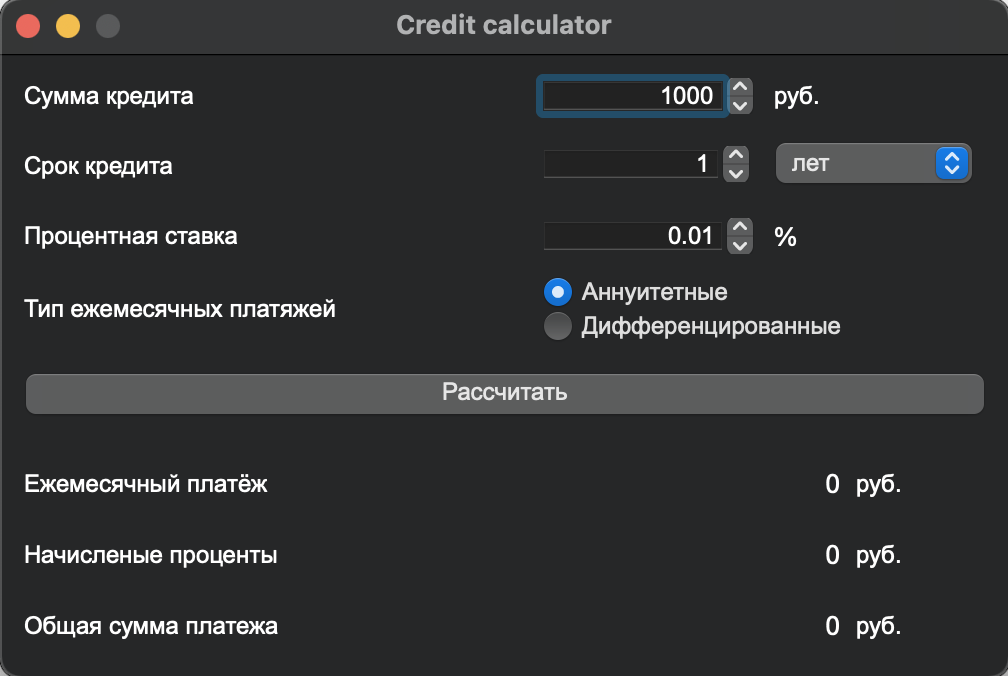 Credit calculator
Сумма кредита 1000 руб.
Срок кредита 1 лет
Процентная ставка 0.01 %
Тип ежемесячных платяжей
Аннуитетные
Дифференцированные
Рассчитать
Ежемесячный платёж 0 руб.
Начисленые проценты 0 руб.
Общая сумма платежа 0 руб.